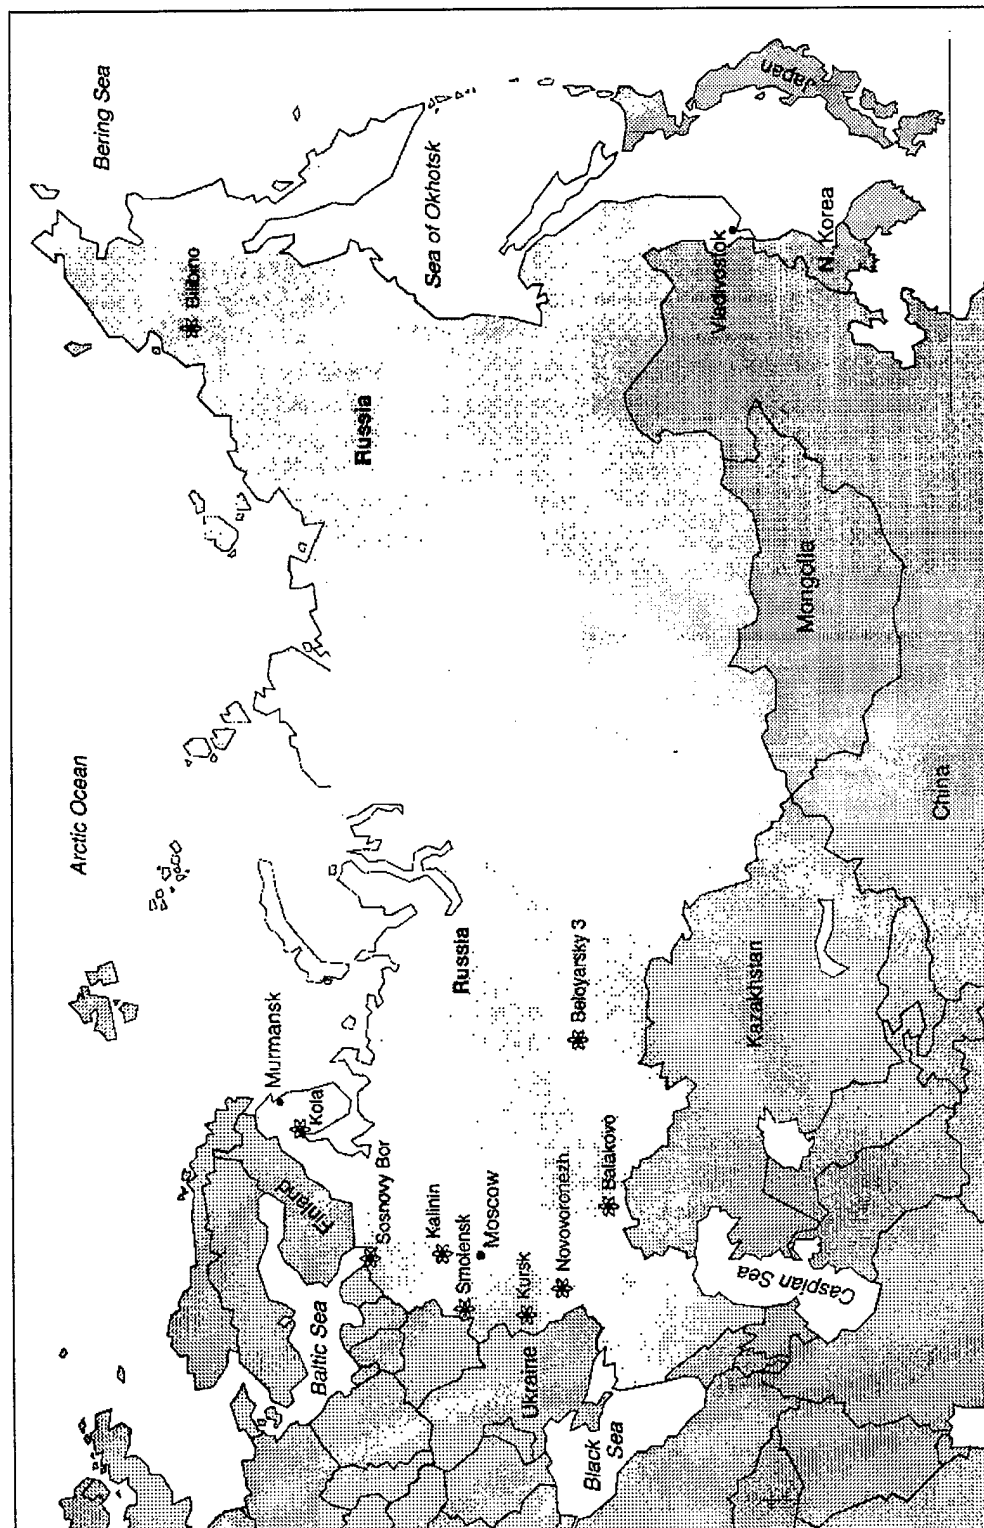 Bering Sea
Arctic Ocean
Bilibino
Sea of Okhotsk
Japan
Russia
Murmansk
Kola
Finland
Baltic Sea
Sosnovy Bor
Kalinin
Smolensk
Moscow
Russia
Kursk
Novovoronezh
Beloyarsky 3
Balakovo
Ukraine
Black
Sea
Caspian Sea
Kazakhstan
Mongolia
China
Vladivostok
N. Korea